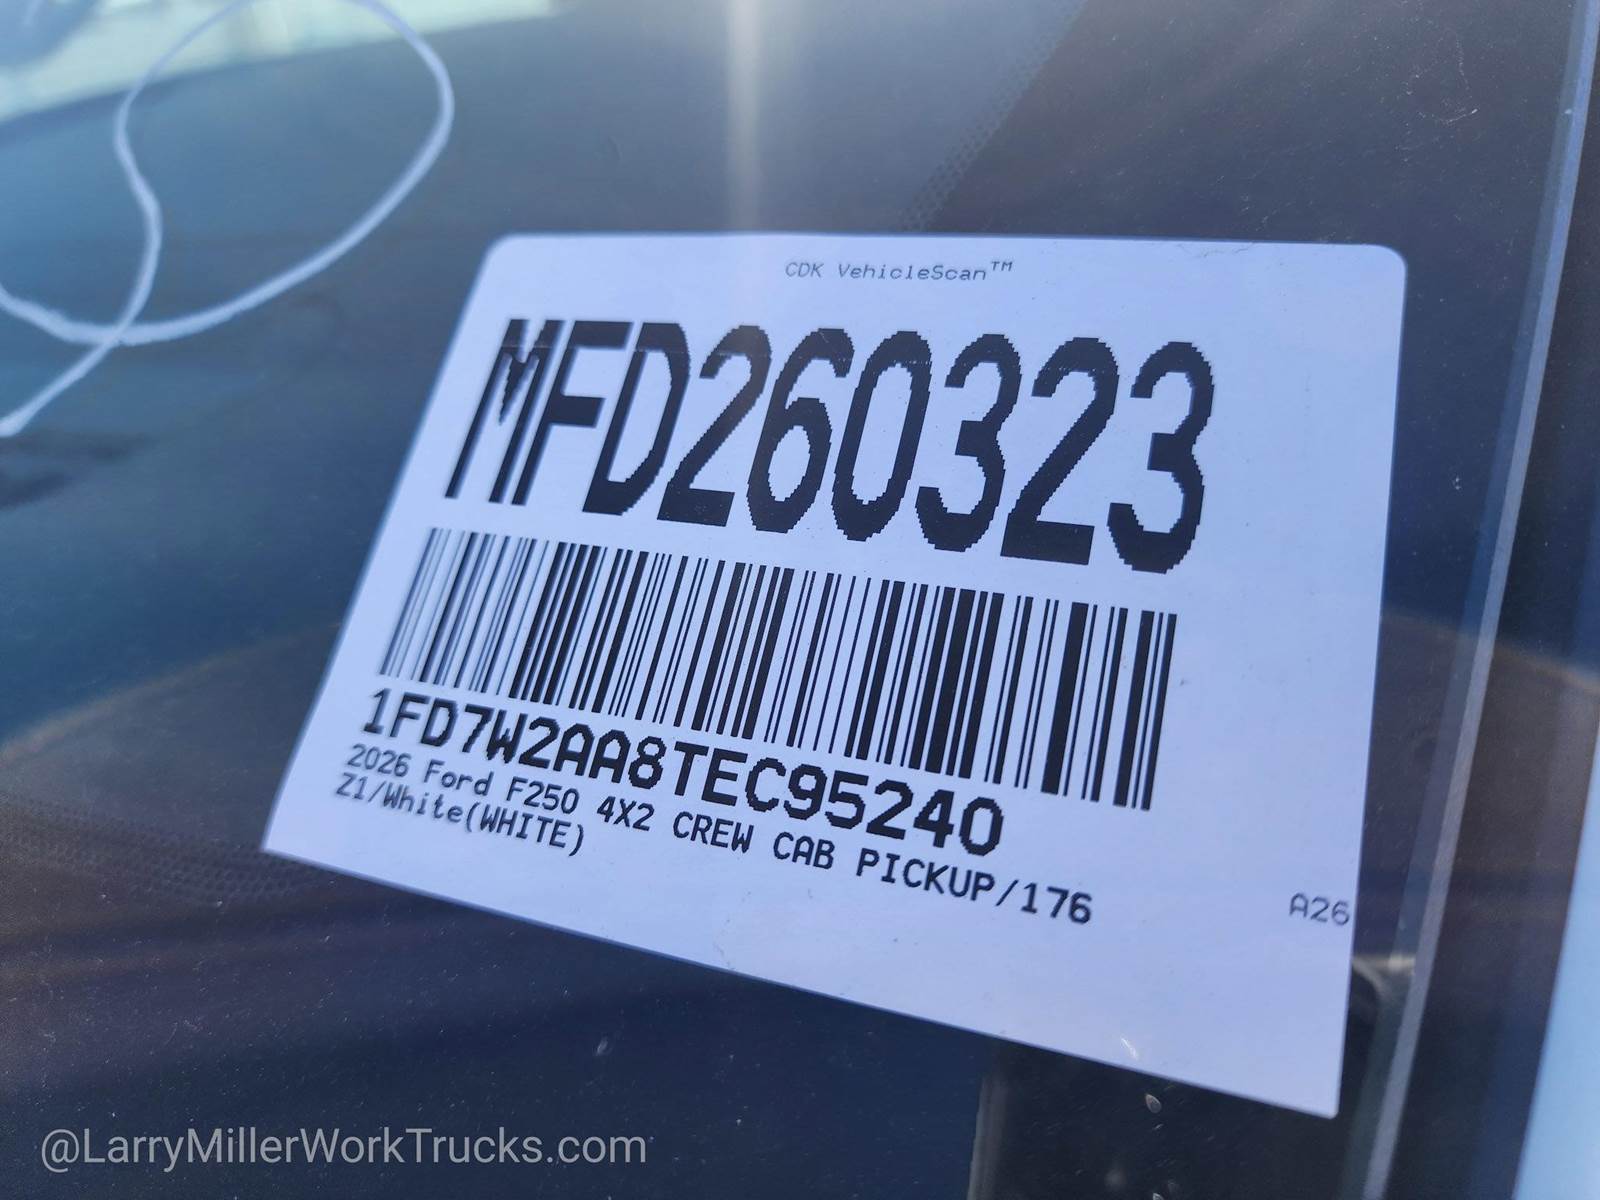 CDK VehicleScan™
MFD260323
1FD7W2AA8TEC95240
2026 Ford F250 4X2 CREW CAB PICKUP/176
Z1/White(WHITE)
A26
@LarryMillerWorkTrucks.com